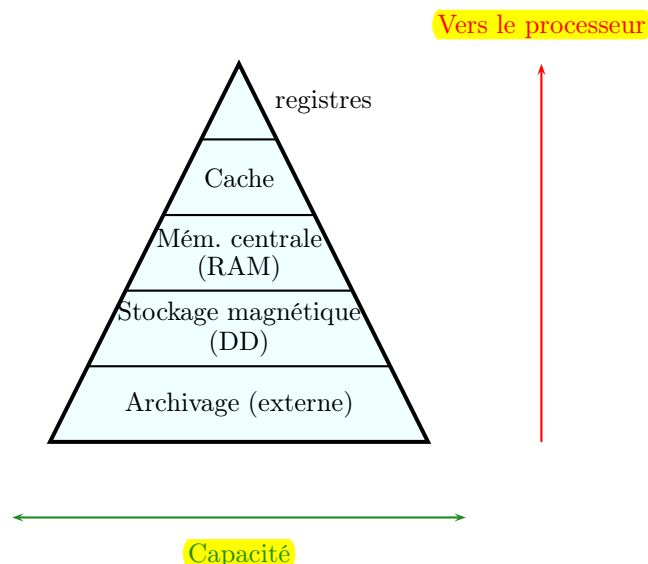 Vers le processeur
registres
Cache
Mém. centrale
(RAM)
Stockage magnétique
(DD)
Archivage (externe)
Capacité